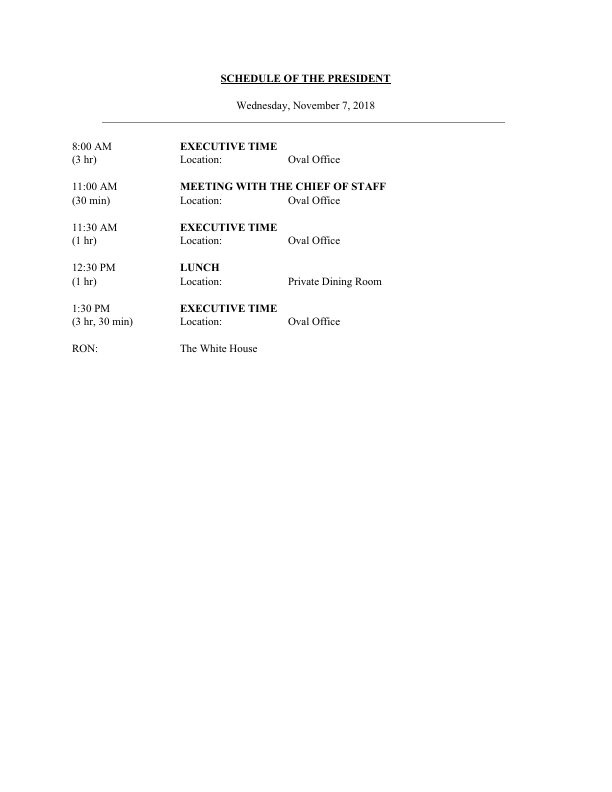 SCHEDULE OF THE PRESIDENT
Wednesday, November 7, 2018
8:00 AM EXECUTIVE TIME
(3 hr) Location: Oval Office
11:00 AM MEETING WITH THE CHIEF OF STAFF
(30 min) Location: Oval Office
11:30 AM EXECUTIVE TIME
(1 hr) Location: Oval Office
12:30 PM LUNCH
(1 hr) Location: Private Dining Room
1:30 PM EXECUTIVE TIME
(3 hr, 30 min) Location: Oval Office
RON: The White House